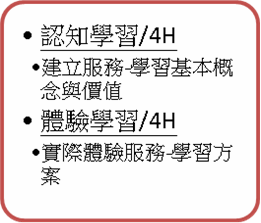 • 認知學習/4H
•建立服務-學習基本概
念與價值
• 體驗學習/4H
•實際體驗服務-學習方
案